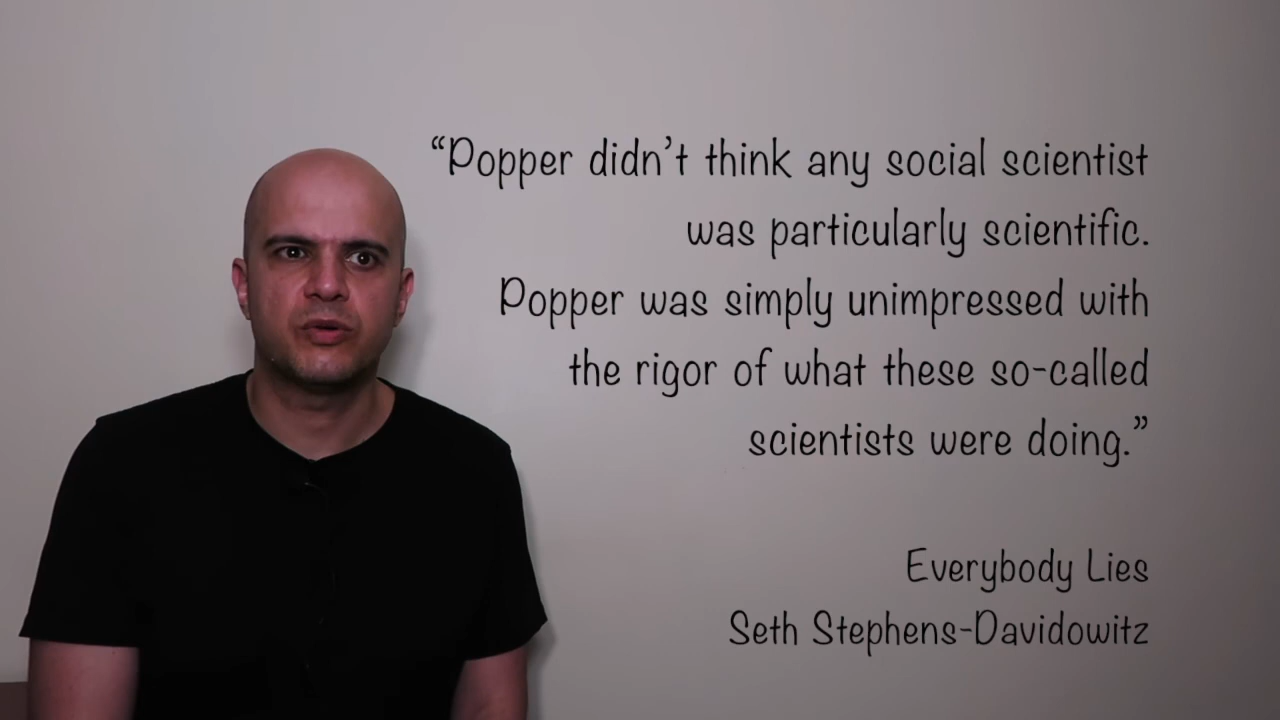 “Popper didn’t think any social scientist
was particularly scientific.
Popper was simply unimpressed with
the rigor of what these so-called
scientists were doing.”
Everybody Lies
Seth Stephens-Davidowitz